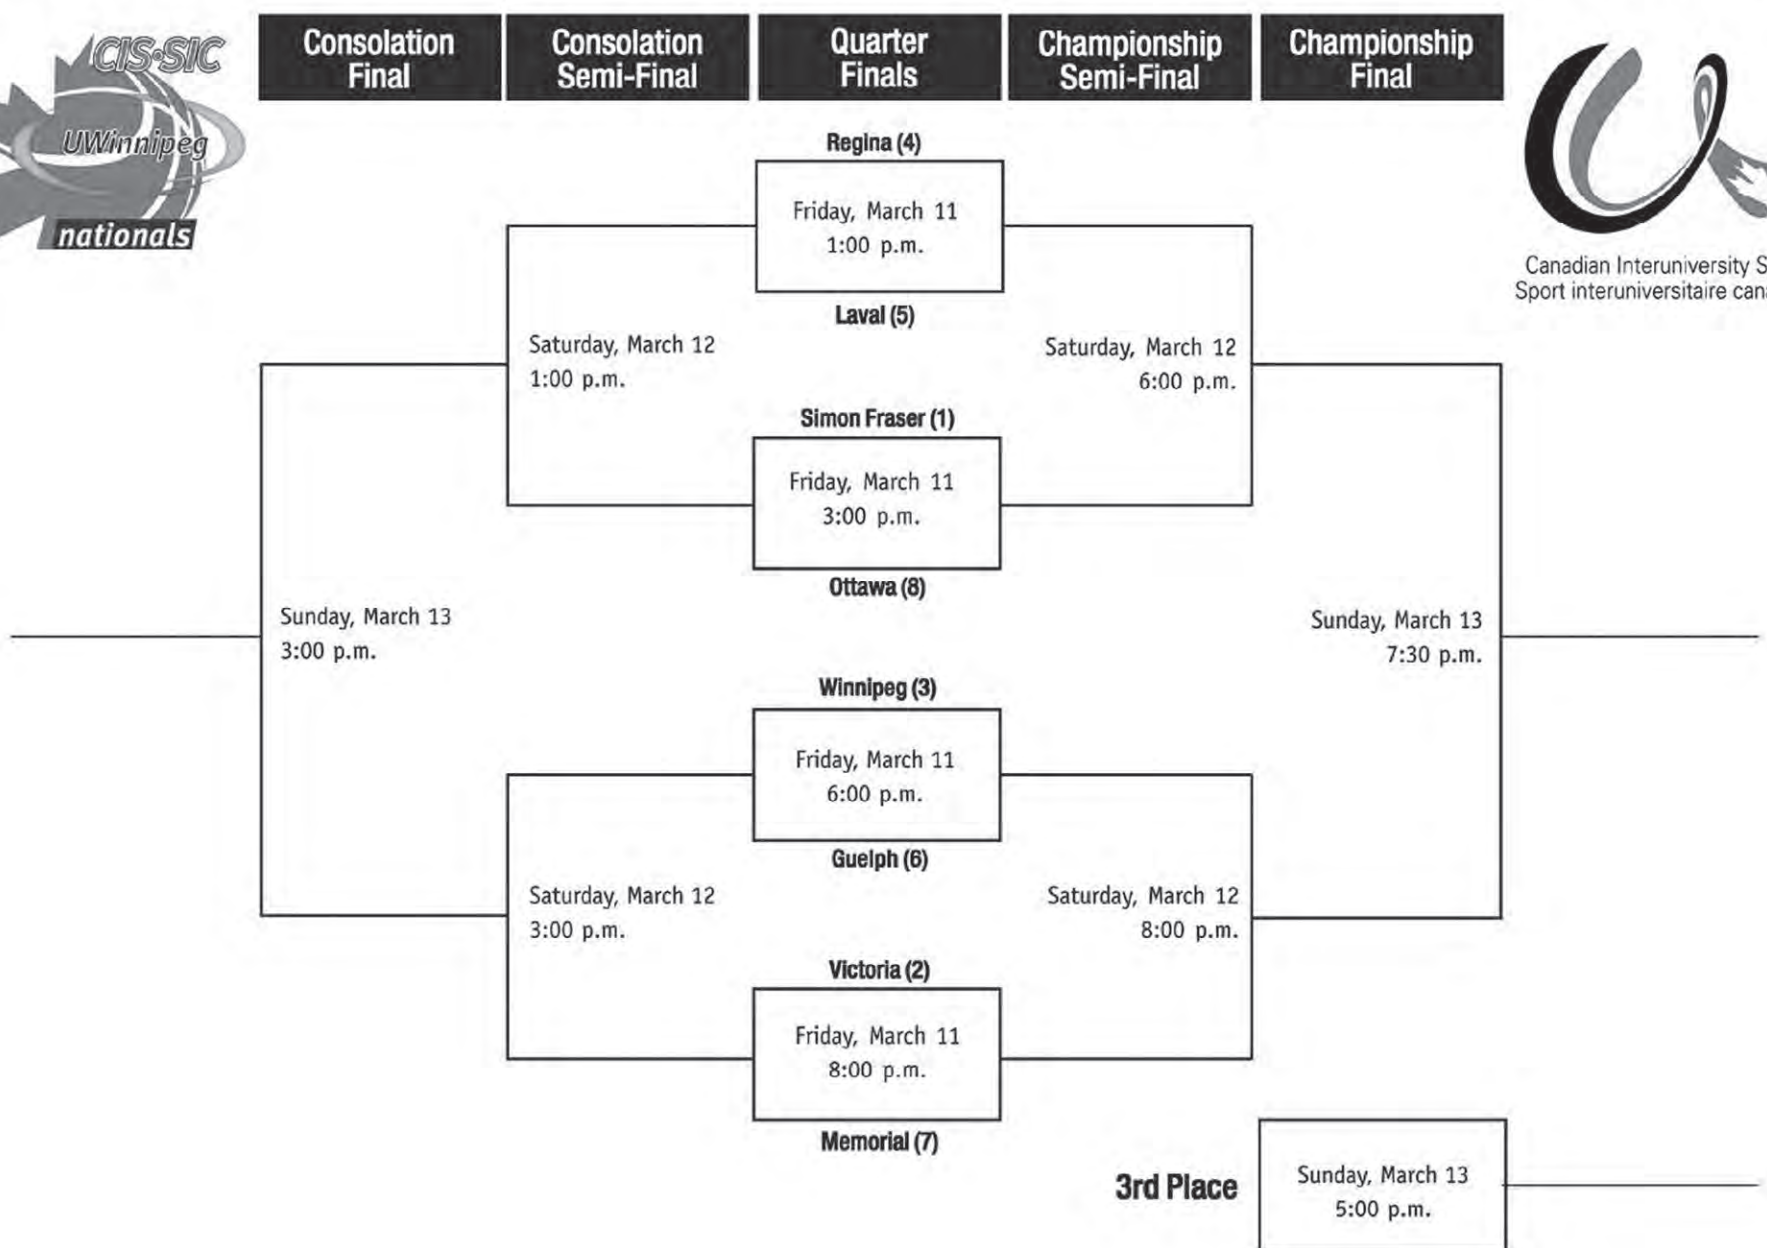 CIS·SIC
UWinnipeg
nationals
Consolation
Final
Consolation
Semi-Final
Quarter
Finals
Championship
Semi-Final
Championship
Final
Canadian Interuniversity S
Sport interuniversitaire can
Regina (4)
Friday, March 11
1:00 p.m.
Laval (5)
Saturday, March 12
1:00 p.m.
Saturday, March 12
6:00 p.m.
Simon Fraser (1)
Friday, March 11
3:00 p.m.
Ottawa (8)
Sunday, March 13
3:00 p.m.
Sunday, March 13
7:30 p.m.
Winnipeg (3)
Friday, March 11
6:00 p.m.
Guelph (6)
Saturday, March 12
3:00 p.m.
Saturday, March 12
8:00 p.m.
Victoria (2)
Friday, March 11
8:00 p.m.
Memorial (7)
3rd Place
Sunday, March 13
5:00 p.m.